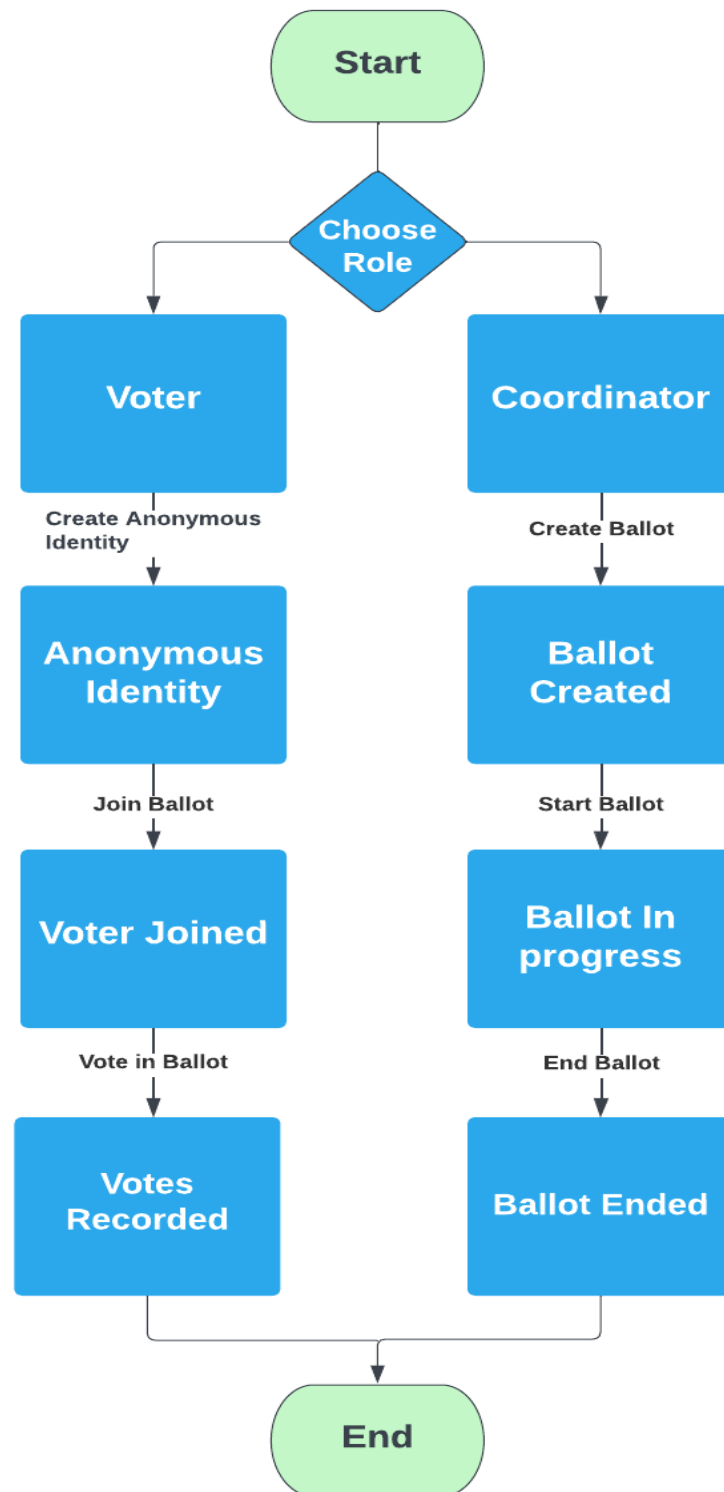 Start
Choose
Role
Voter
Coordinator
Create Anonymous
Identity
Create Ballot
Anonymous
Identity
Ballot
Created
Join Ballot
Start Ballot
Voter Joined
Ballot In
progress
Vote in Ballot
End Ballot
Votes
Recorded
Ballot Ended
End